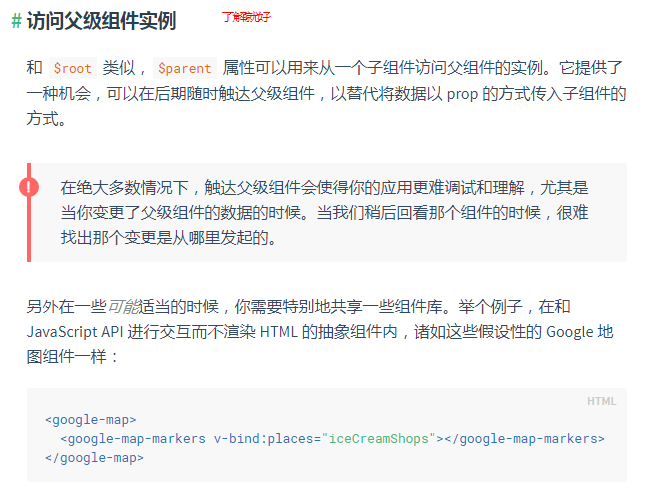 # 访问父级组件实例 了解就好
和 $root 类似，$parent 属性可以用来从一个子组件访问父组件的实例。它提供了
一种机会，可以在后期随时触达父级组件，以替代将数据以 prop 的方式传入子组件的
方式。
!
在绝大多数情况下，触达父级组件会使得你的应用更难调试和理解，尤其是
当你变更了父级组件的数据的时候。当我们稍后回看那个组件的时候，很难
找出那个变更是从哪里发起的。
另外在一些可能适当的时候，你需要特别地共享一些组件库。举个例子，在和
JavaScript API 进行交互而不渲染 HTML 的抽象组件内，诸如这些假设性的 Google 地
图组件一样：
HTML
<google-map>
  <google-map-markers v-bind:places="iceCreamShops"></google-map-markers>
</google-map>